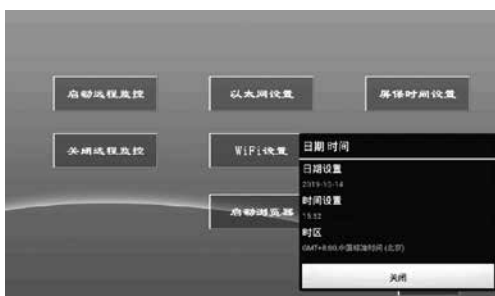 启动远程监控
以太网设置
屏保时间设置
关闭远程监控
WiFi设置
启动浏览器
日期 时间
日期设置
2019-10-14
时间设置
15:52
时区
GMT+8:00,中国标准时间 (北京)
关闭